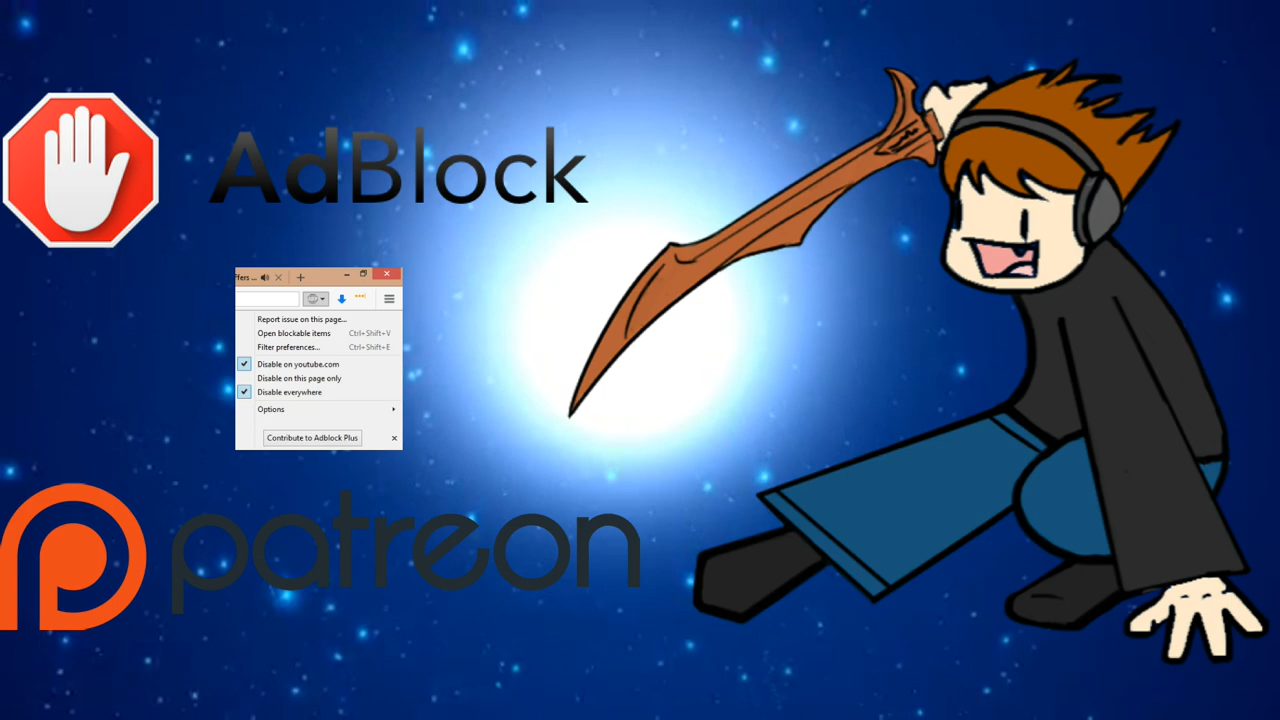 AdBlock
ffers ...
Report issue on this page...
Open blockable items Ctrl+Shift+V
Filter preferences... Ctrl+Shift+E
Disable on youtube.com
Disable on this page only
Disable everywhere
Options
Contribute to Adblock Plus
patreon